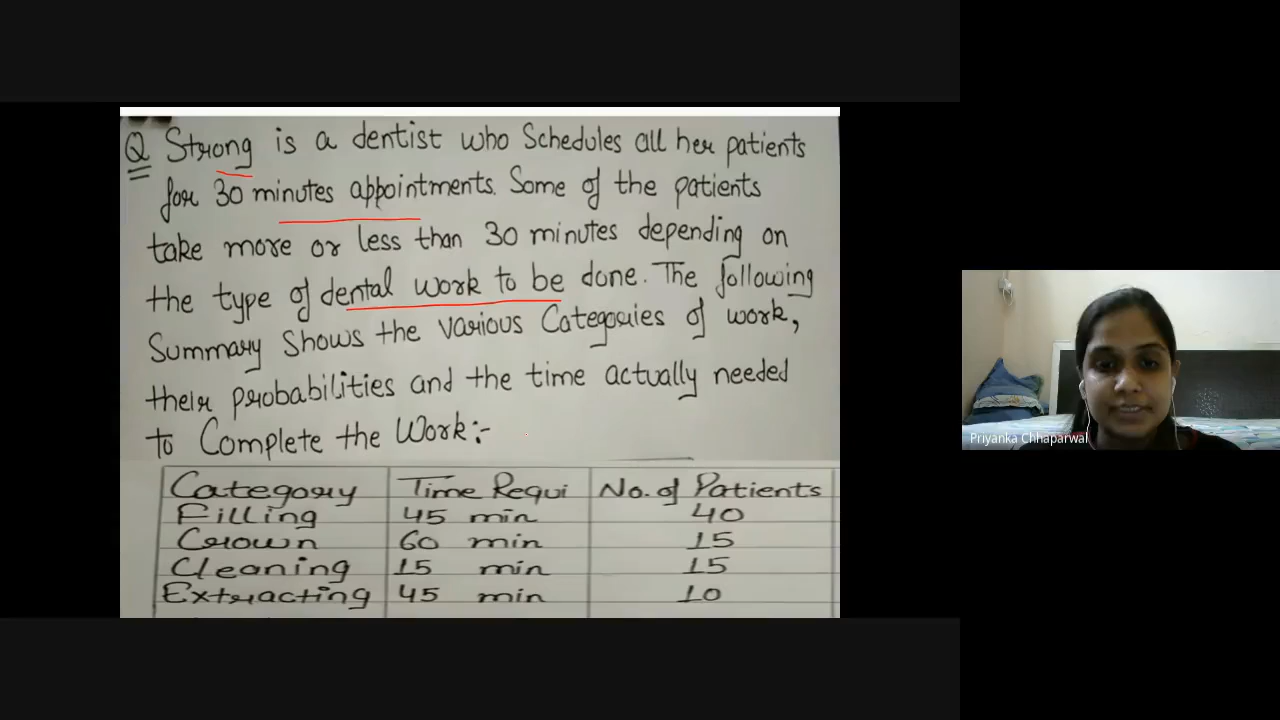 Q Strong is a dentist who Schedules all her patients
for 30 minutes appointments. Some of the patients
take more or less than 30 minutes depending on
the type of dental work to be done. The following
Summary Shows the various Categories of work,
their probabilities and the time actually needed
to Complete the Work:-
Category Time Requi No. of Patients
Filling 45 min 40
Crown 60 min 15
Cleaning 15 min 15
Extracting 45 min 10
Priyanka Chhaparwal